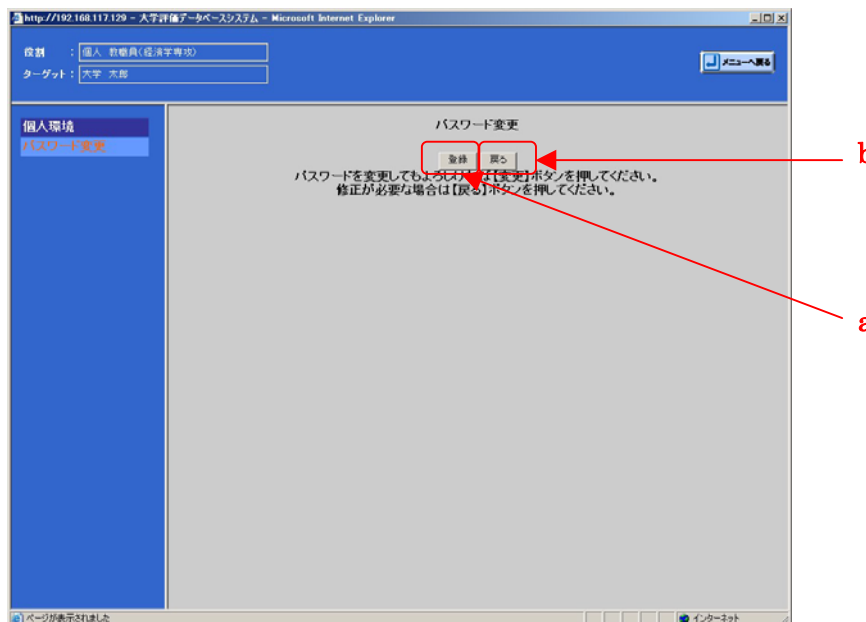 http://192.168.117.129 - 大学評価データベースシステム - Microsoft Internet Explorer
役割 : 個人 教職員(経済学専攻)
ターゲット : 大学 太郎
メニューへ戻る
個人環境
パスワード変更
パスワード変更
登録 戻る
b
パスワードを変更してもよろし【変更】ボタンを押してください。
修正が必要な場合は【戻る】ボタンを押してください。
a
ページが表示されました
インターネット